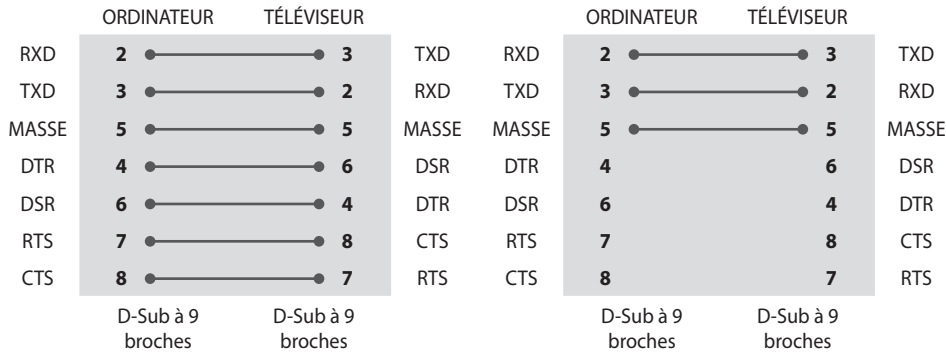 ORDINATEUR TÉLÉVISEUR
RXD 2 3 TXD
TXD 3 2 RXD
MASSE 5 5 MASSE
DTR 4 6 DSR
DSR 6 4 DTR
RTS 7 8 CTS
CTS 8 7 RTS
D-Sub à 9 D-Sub à 9
broches broches
ORDINATEUR TÉLÉVISEUR
RXD 2 3 TXD
TXD 3 2 RXD
MASSE 5 5 MASSE
DTR 4 6 DSR
DSR 6 4 DTR
RTS 7 8 CTS
CTS 8 7 RTS
D-Sub à 9 D-Sub à 9
broches broches